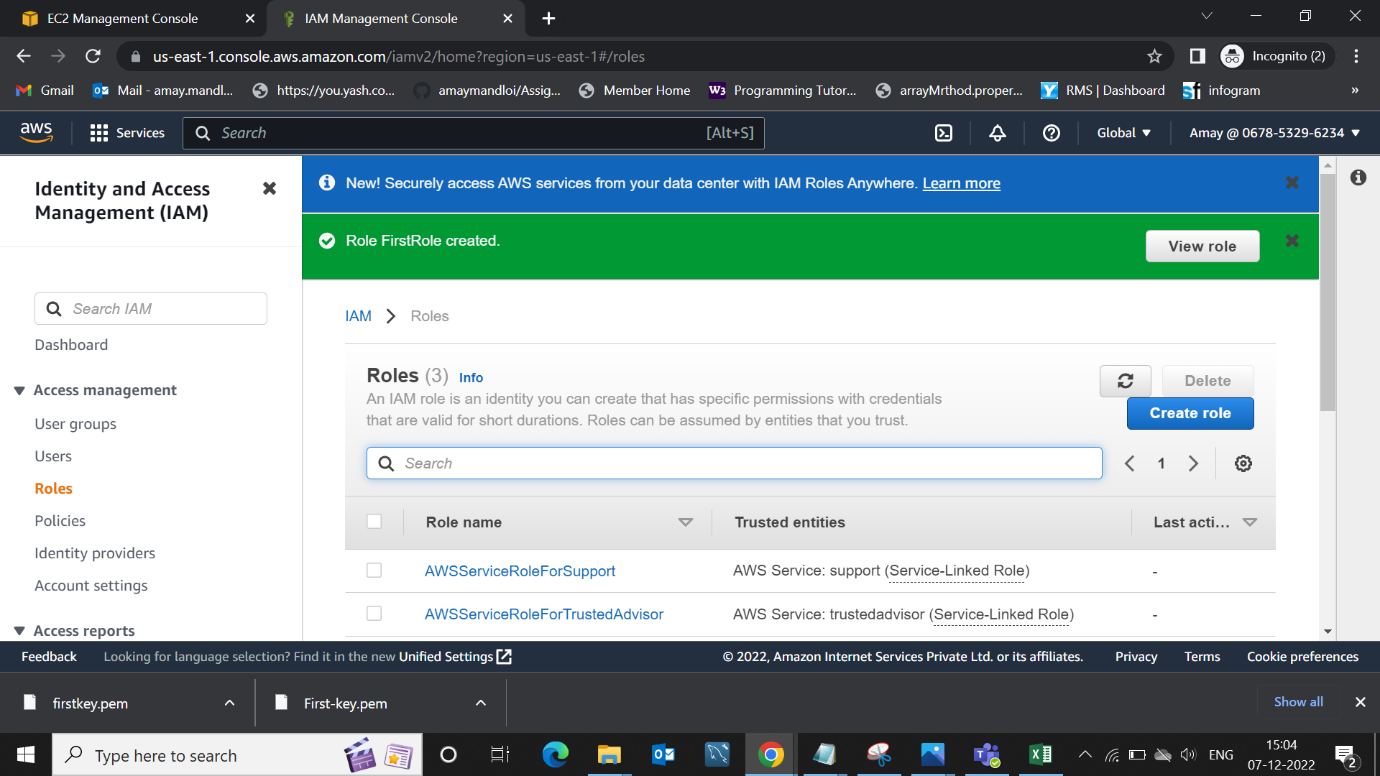 EC2 Management Console
IAM Management Console
us-east-1.console.aws.amazon.com/iamv2/home?region=us-east-1#/roles
Incognito (2)
Gmail
Mail - amay.mandl...
https://you.yash.co...
amaymandloi/Assig...
Member Home
W3 Programming Tutor...
arrayMrthod.proper...
Y RMS | Dashboard
infogram
»
aws
Services
Search
[Alt+S]
Global
Amay @ 0678-5329-6234
Identity and Access
Management (IAM)
Search IAM
Dashboard
Access management
User groups
Users
Roles
Policies
Identity providers
Account settings
Access reports
New! Securely access AWS services from your data center with IAM Roles Anywhere. Learn more
Role FirstRole created.
View role
IAM > Roles
Roles (3) Info
An IAM role is an identity you can create that has specific permissions with credentials
that are valid for short durations. Roles can be assumed by entities that you trust.
Delete
Create role
Search
1
Role name
Trusted entities
Last acti...
AWSServiceRoleForSupport
AWS Service: support (Service-Linked Role)
-
AWSServiceRoleForTrustedAdvisor
AWS Service: trustedadvisor (Service-Linked Role)
-
Feedback
Looking for language selection? Find it in the new Unified Settings
© 2022, Amazon Internet Services Private Ltd. or its affiliates.
Privacy
Terms
Cookie preferences
firstkey.pem
First-key.pem
Show all
Type here to search
ENG
15:04
07-12-2022
2